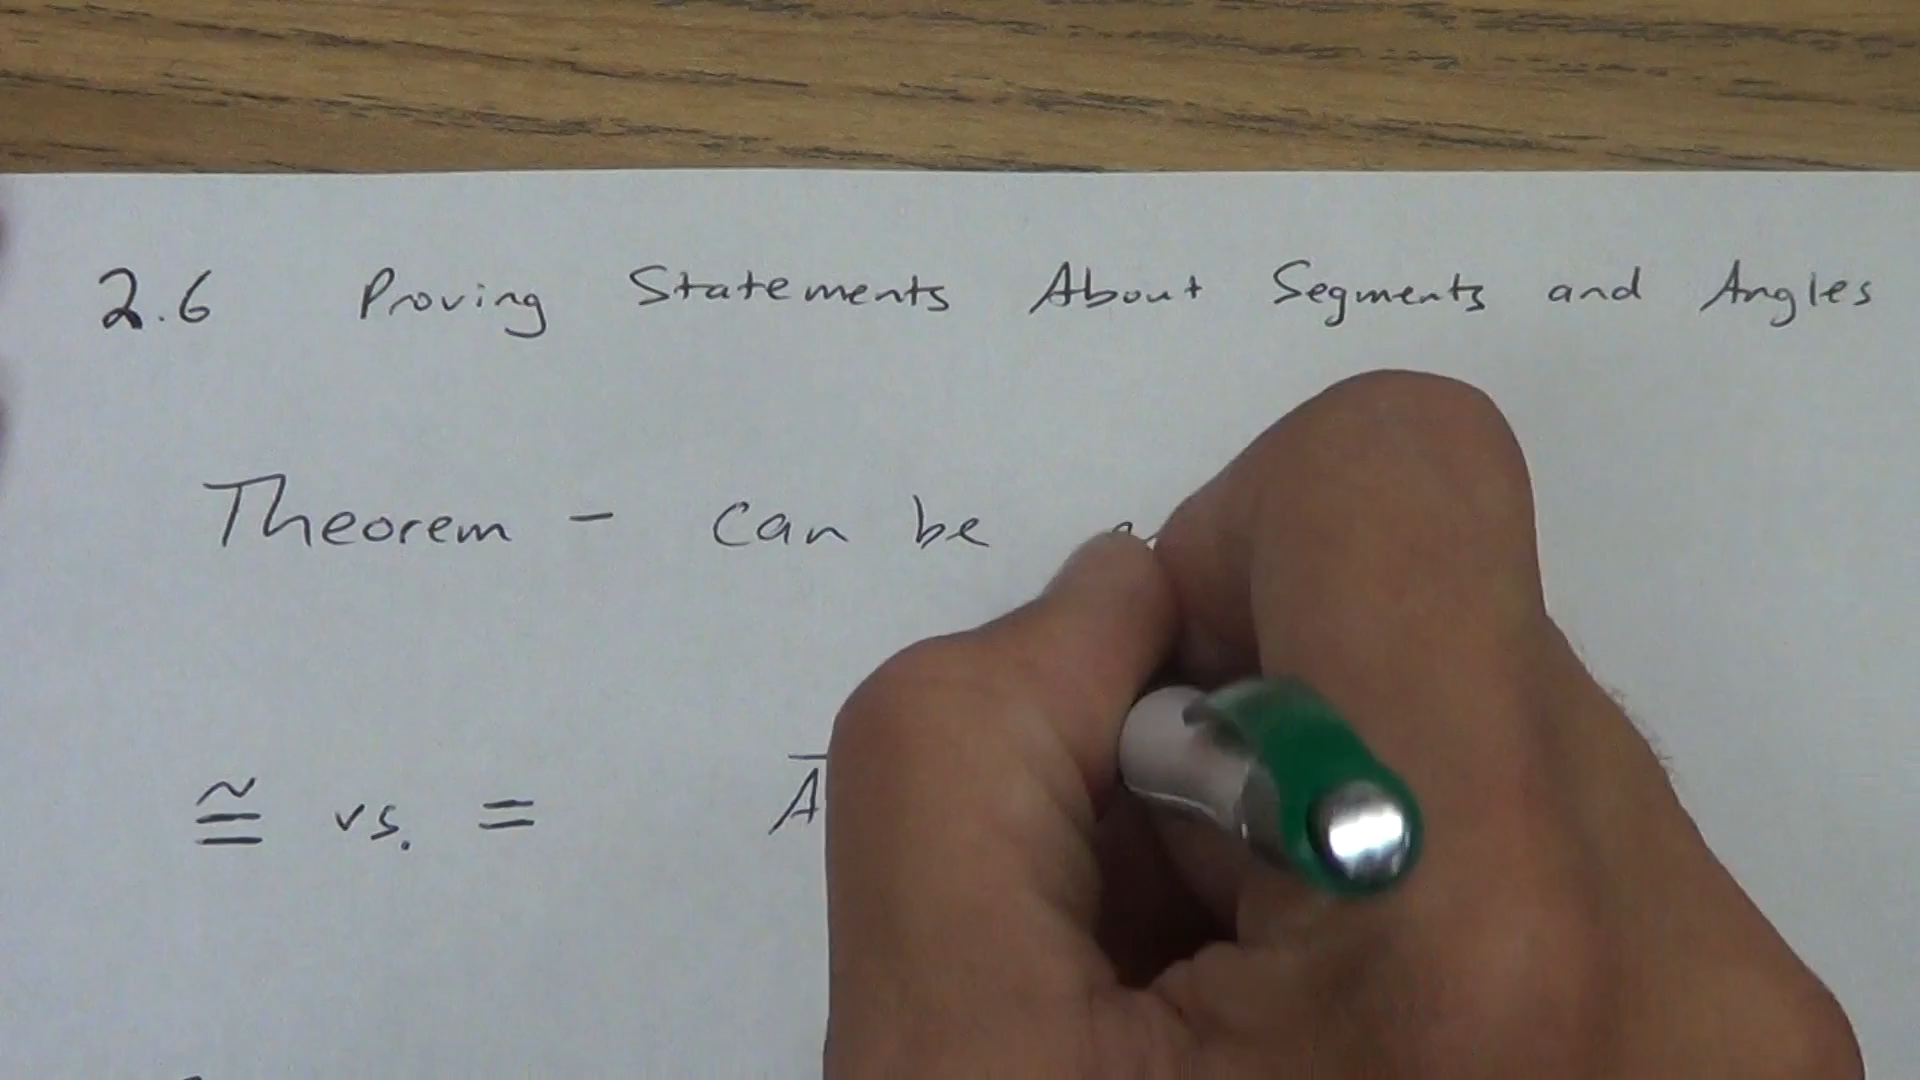 2.6 Proving Statements About Segments and Angles
Theorem - can be
≅ vs. = A